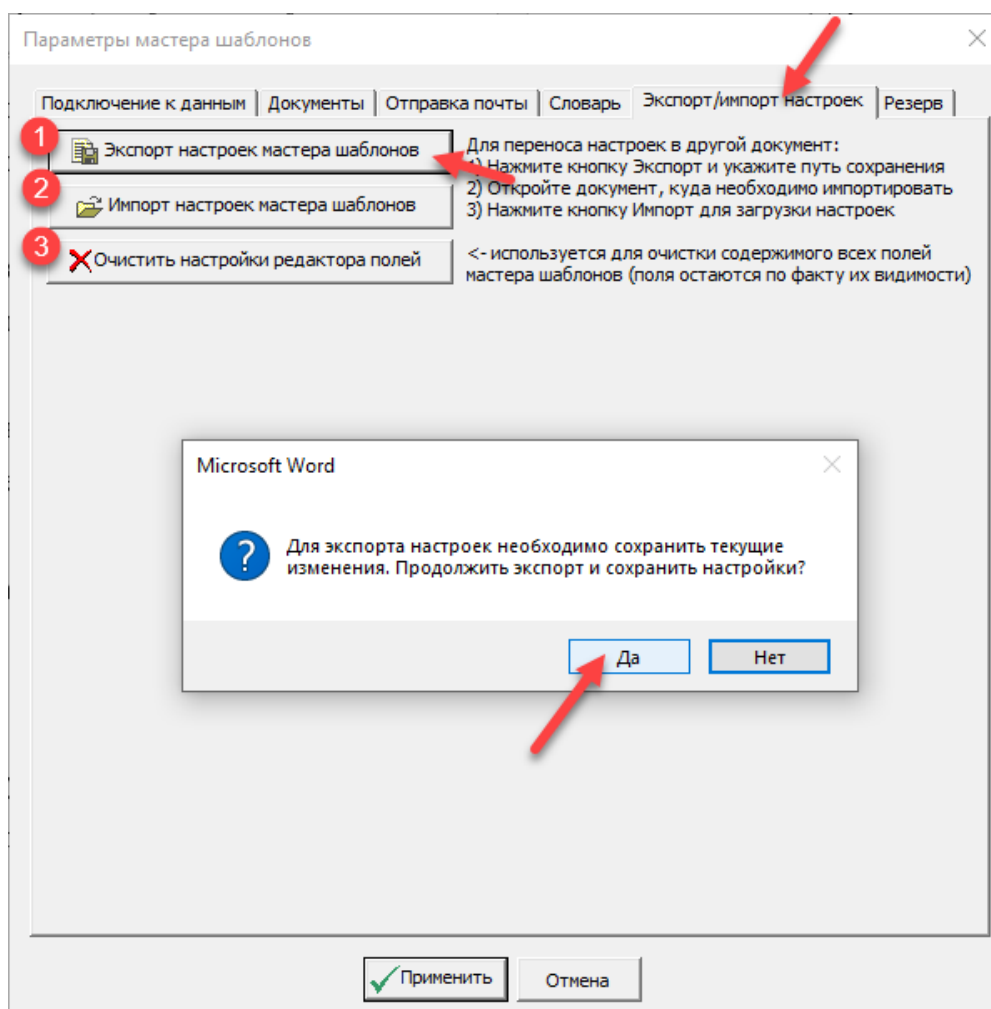 Параметры мастера шаблонов
Подключение к данным Документы Отправка почты Словарь Экспорт/импорт настроек Резерв
1
Экспорт настроек мастера шаблонов
Для переноса настроек в другой документ:
1) Нажмите кнопку Экспорт и укажите путь сохранения
2
Импорт настроек мастера шаблонов
2) Откройте документ, куда необходимо импортировать
3) Нажмите кнопку Импорт для загрузки настроек
3
Очистить настройки редактора полей
<- используется для очистки содержимого всех полей
мастера шаблонов (поля остаются по факту их видимости)
Microsoft Word
Для экспорта настроек необходимо сохранить текущие
изменения. Продолжить экспорт и сохранить настройки?
Да Нет
Применить Отмена